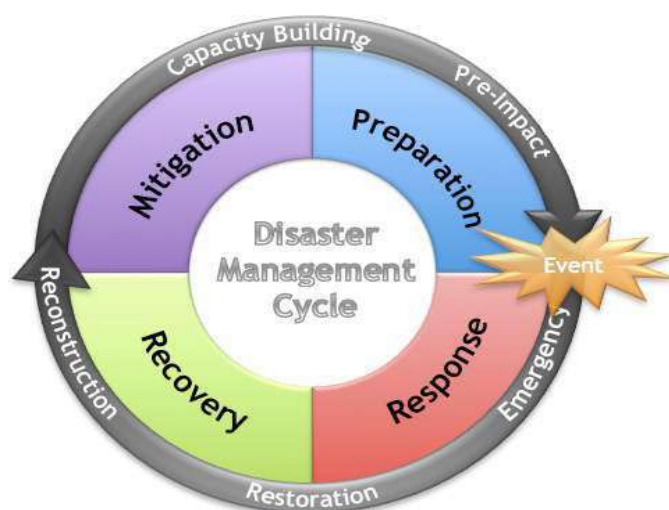 Capacity Building
Pre-Impact
Mitigation
Preparation
Disaster
Management
Cycle
Event
Reconstruction
Recovery
Response
Emergency
Restoration